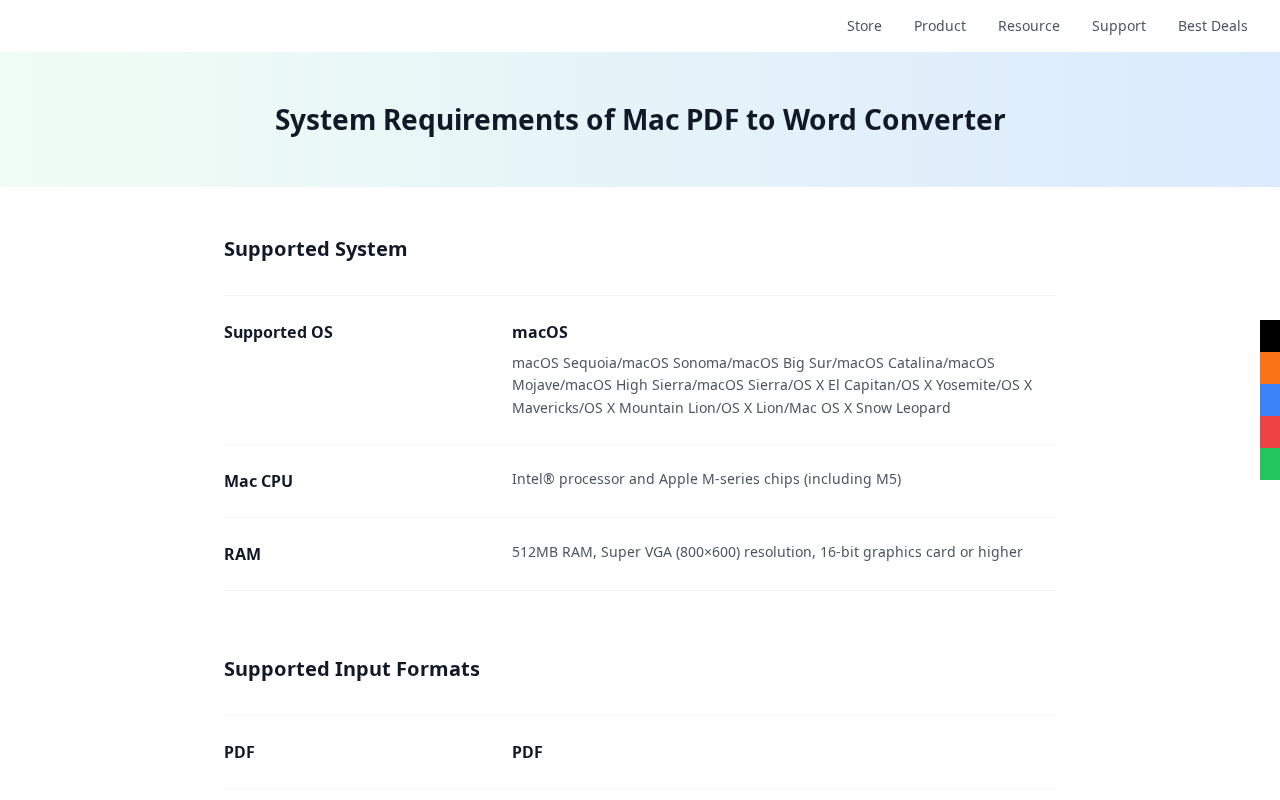 Store Product Resource Support Best Deals
System Requirements of Mac PDF to Word Converter
Supported System
Supported OS
macOS
macOS Sequoia/macOS Sonoma/macOS Big Sur/macOS Catalina/macOS
Mojave/macOS High Sierra/macOS Sierra/OS X El Capitan/OS X Yosemite/OS X
Mavericks/OS X Mountain Lion/OS X Lion/Mac OS X Snow Leopard
Mac CPU
Intel® processor and Apple M-series chips (including M5)
RAM
512MB RAM, Super VGA (800×600) resolution, 16-bit graphics card or higher
Supported Input Formats
PDF
PDF